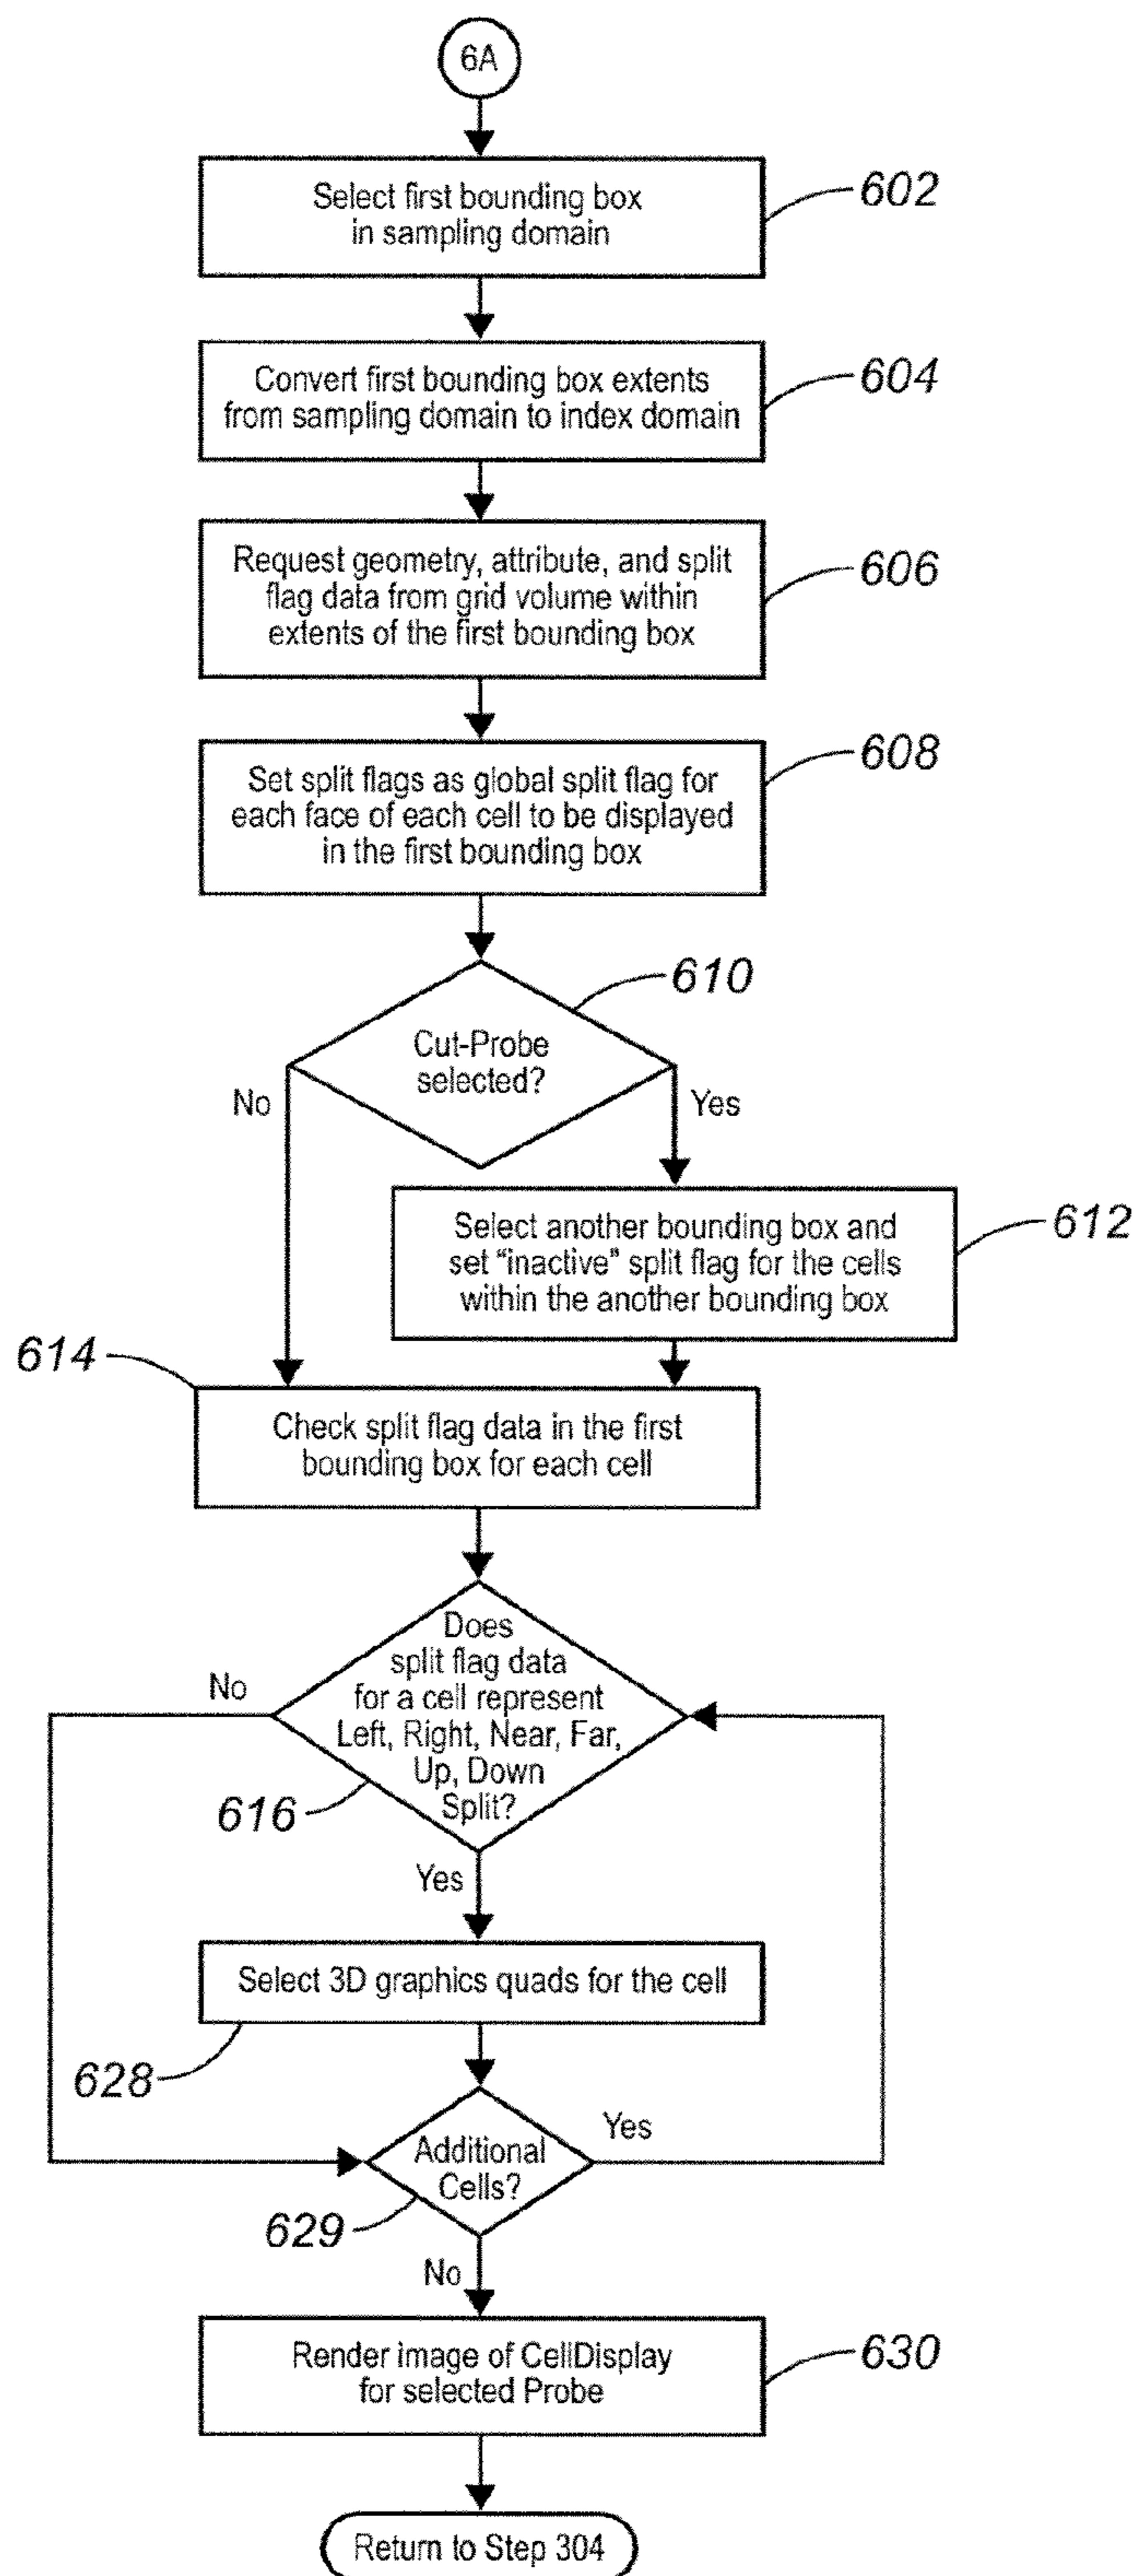 6A
Select first bounding box
in sampling domain
602
Convert first bounding box extents
from sampling domain to index domain
604
Request geometry, attribute, and split
flag data from grid volume within
extents of the first bounding box
606
Set split flags as global split flag for
each face of each cell to be displayed
in the first bounding box
608
610
Cut-Probe
selected?
No
Yes
Select another bounding box and
set “inactive” split flag for the cells
within the another bounding box
612
614
Check split flag data in the first
bounding box for each cell
Does
split flag data
for a cell represent
Left, Right, Near, Far,
Up, Down
Split?
No
616
Yes
Select 3D graphics quads for the cell
628
Additional
Cells?
Yes
629
No
Render image of CellDisplay
for selected Probe
630
Return to Step 304